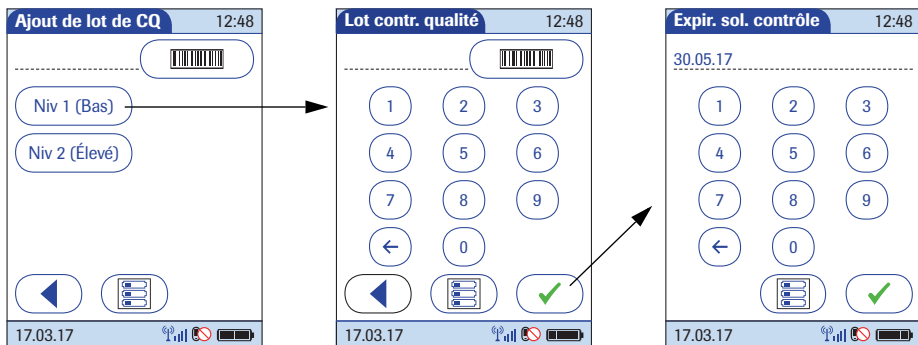 Ajout de lot de CQ 12:48
Niv 1 (Bas)
Niv 2 (Élevé)
17.03.17
Lot contr. qualité 12:48
1 2 3
4 5 6
7 8 9
0
17.03.17
Expir. sol. contrôle 12:48
30.05.17
1 2 3
4 5 6
7 8 9
0
17.03.17